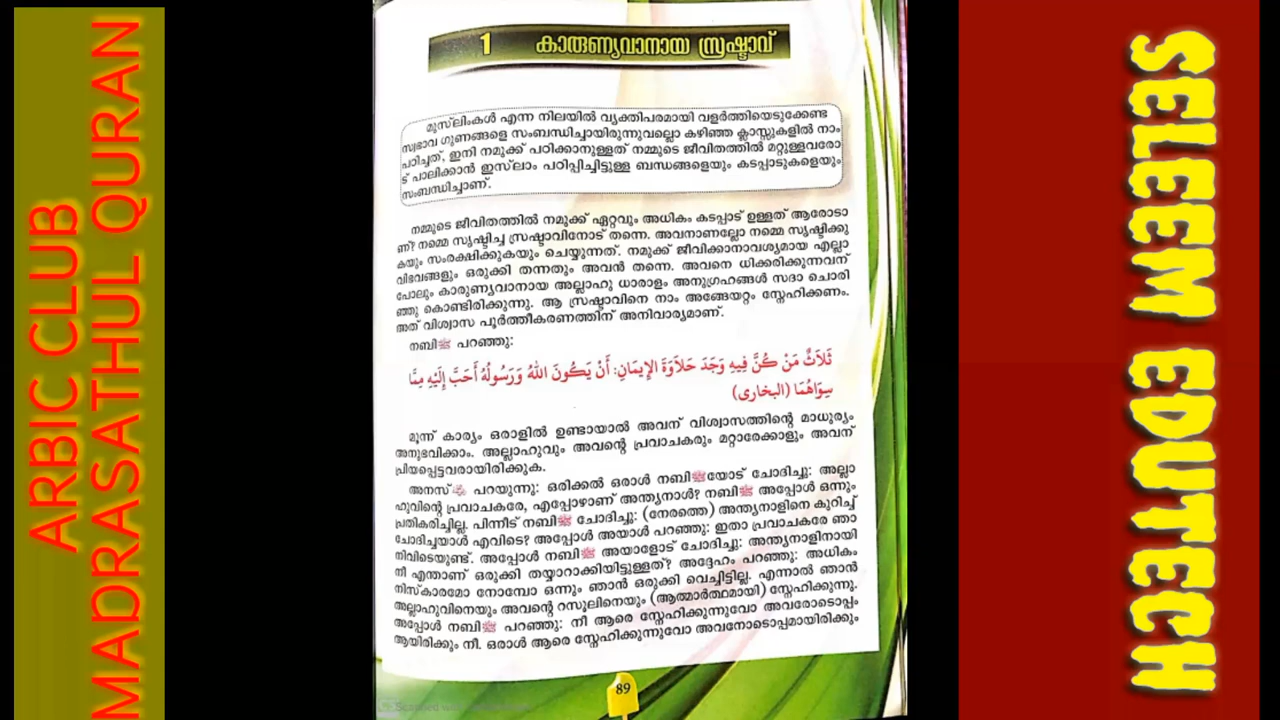 ARBIC CLUB
MADRASATHUL QURAN
1 കാരുണ്യവാനായ സ്രഷ്ടാവ്
മുസ്‌ലിംകൾ എന്ന നിലയിൽ വ്യക്തിപരമായി വളർത്തിയെടുക്കേണ്ട
സ്വഭാവ ഗുണങ്ങളെ സംബന്ധിച്ചായിരുന്നുവല്ലൊ കഴിഞ്ഞ ക്ലാസ്സുകളിൽ നാം
പഠിച്ചത്, ഇനി നമുക്ക് പഠിക്കാനുള്ളത് നമ്മുടെ ജീവിതത്തിൽ മറ്റുള്ളവരോ
ട് പാലിക്കാൻ ഇസ്‌ലാം പഠിപ്പിച്ചിട്ടുള്ള ബന്ധങ്ങളെയും കടപ്പാടുകളെയും
സംബന്ധിച്ചാണ്.
നമ്മുടെ ജീവിതത്തിൽ നമുക്ക് ഏറ്റവും അധികം കടപ്പാട് ഉള്ളത് ആരോടാ
ണ്? നമ്മെ സൃഷ്ടിച്ച സ്രഷ്ടാവിനോട് തന്നെ. അവനാണല്ലോ നമ്മെ സൃഷ്ടിക്കു
കയും സംരക്ഷിക്കുകയും ചെയ്യുന്നത്. നമുക്ക് ജീവിക്കാനാവശ്യമായ എല്ലാ
വിഭവങ്ങളും ഒരുക്കി തന്നതും അവൻ തന്നെ. അവനെ ധിക്കരിക്കുന്നവന്
പോലും കാരുണ്യവാനായ അല്ലാഹു ധാരാളം അനുഗ്രഹങ്ങൾ സദാ ചൊരി
ഞ്ഞു കൊണ്ടിരിക്കുന്നു. ആ സ്രഷ്ടാവിനെ നാം അങ്ങേയറ്റം സ്നേഹിക്കണം.
അത് വിശ്വാസ പൂർത്തീകരണത്തിന് അനിവാര്യമാണ്.
നബിﷺ പറഞ്ഞു:
ثَلَاثٌ مَنْ كُنَّ فِيهِ وَجَدَ حَلَاوَةَ الإِيمَانِ: أَنْ يَكُونَ اللهُ وَرَسُولُهُ أَحَبَّ إِلَيْهِ مِمَّا
سِوَاهُمَا (البخارى)
മൂന്ന് കാര്യം ഒരാളിൽ ഉണ്ടായാൽ അവന് വിശ്വാസത്തിന്റെ മാധുര്യം
അനുഭവിക്കാം. അല്ലാഹുവും അവന്റെ പ്രവാചകരും മറ്റാരേക്കാളും അവന്
പ്രിയപ്പെട്ടവരായിരിക്കുക.
അനസ് പറയുന്നു: ഒരിക്കൽ ഒരാൾ നബിﷺയോട് ചോദിച്ചു: അല്ലാ
ഹുവിന്റെ പ്രവാചകരേ, എപ്പോഴാണ് അന്ത്യനാൾ? നബിﷺ അപ്പോൾ ഒന്നും
പ്രതികരിച്ചില്ല. പിന്നീട് നബിﷺ ചോദിച്ചു: (നേരത്തെ) അന്ത്യനാളിനെ കുറിച്ച്
ചോദിച്ചയാൾ എവിടെ? അപ്പോൾ അയാൾ പറഞ്ഞു: ഇതാ പ്രവാചകരേ ഞാ
നിവിടെയുണ്ട്. അപ്പോൾ നബിﷺ അയാളോട് ചോദിച്ചു: അന്ത്യനാളിനായി
നീ എന്താണ് ഒരുക്കി തയ്യാറാക്കിയിട്ടുള്ളത്? അദ്ദേഹം പറഞ്ഞു: അധികം
നിസ്കാരമോ നോമ്പോ ഒന്നും ഞാൻ ഒരുക്കി വെച്ചിട്ടില്ല. എന്നാൽ ഞാൻ
അല്ലാഹുവിനെയും അവന്റെ റസൂലിനെയും (ആത്മാർത്ഥമായി) സ്നേഹിക്കുന്നു.
അപ്പോൾ നബിﷺ പറഞ്ഞു: നീ ആരെ സ്നേഹിക്കുന്നുവോ അവരോടൊപ്പം
ആയിരിക്കും നീ. ഒരാൾ ആരെ സ്നേഹിക്കുന്നുവോ അവനോടൊപ്പമായിരിക്കും
89
Scanned with
SELEEM EDUTECH